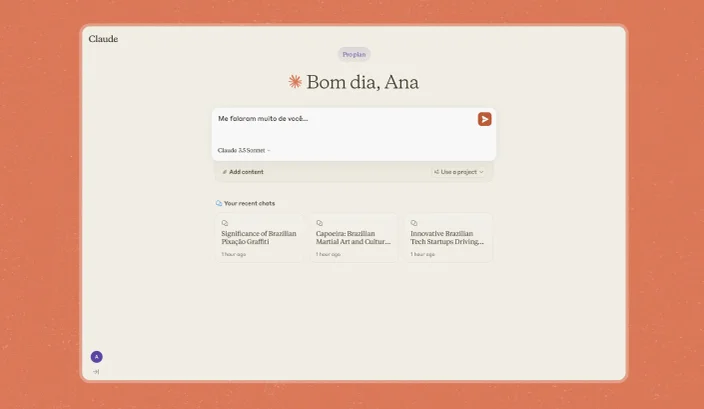 Claude
Pro plan
Bom dia, Ana
Me falaram muito de você...
Claude 3.5 Sonnet
Add content
Use a project
Your recent chats
Significance of Brazilian
Pixação Graffiti
1 hour ago
Capoeira: Brazilian
Martial Art and Cultur...
1 hour ago
Innovative Brazilian
Tech Startups Driving...
1 hour ago
A